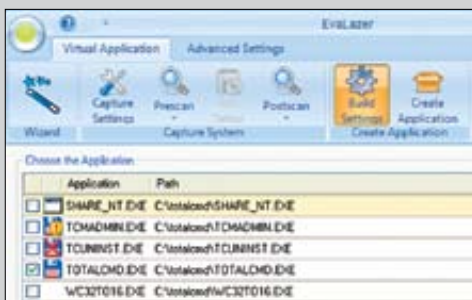 EvaLazer
Virtual Application Advanced Settings
Wizard
Capture Settings
Prescan
Postscan
Build Settings
Create Application
Capture System
Create Application
Choose the Application
Application Path
SHARE_NT.EXE C:\totalcmd\SHARE_NT.EXE
TCMADMIN.EXE C:\totalcmd\TCMADMIN.EXE
TCUNINST.EXE C:\totalcmd\TCUNINST.EXE
TOTALCMD.EXE C:\totalcmd\TOTALCMD.EXE
WC32TO16.EXE C:\totalcmd\WC32TO16.EXE